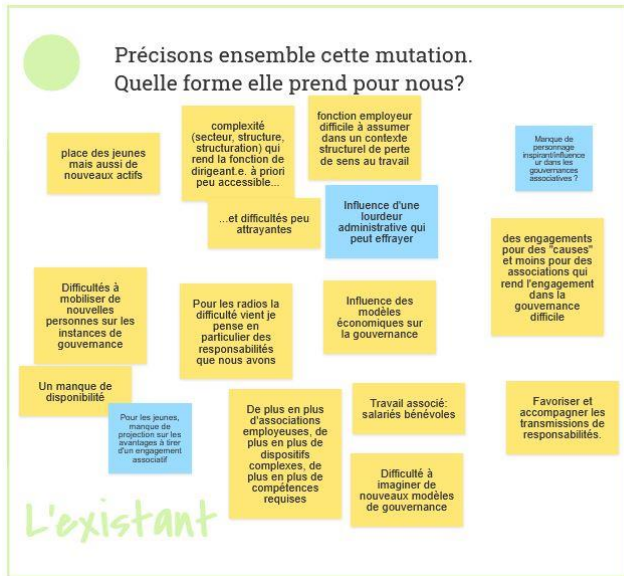 Précisons ensemble cette mutation.
Quelle forme elle prend pour nous?
place des jeunes
mais aussi de
nouveaux actifs
complexité
(secteur, structure,
structuration) qui
rend la fonction de
dirigeant.e. à priori
peu accessible...
fonction employeur
difficile à assumer
dans un contexte
structurel de perte
de sens au travail
Manque de
personnage
inspirant/influence
ur dans les
gouvernances
associatives ?
...et difficultés peu
attrayantes
Influence d'une
lourdeur
administrative qui
peut effrayer
des engagements
pour des "causes"
et moins pour des
associations qui
rend l'engagement
dans la
gouvernance
difficile
Difficultés à
mobiliser de
nouvelles
personnes sur les
instances de
gouvernance
Pour les radios la
difficulté vient je
pense en
particulier des
responsabilités
que nous avons
Influence des
modèles
économiques sur
la gouvernance
Un manque de
disponibilité
Pour les jeunes,
manque de
projection sur les
avantages à tirer
d'un engagement
associatif
De plus en plus
d'associations
employeuses, de
plus en plus de
dispositifs
complexes, de
plus en plus de
compétences
requises
Travail associé:
salariés bénévoles
Favoriser et
accompagner les
transmissions de
responsabilités.
Difficulté à
imaginer de
nouveaux modèles
de gouvernance
L'existant